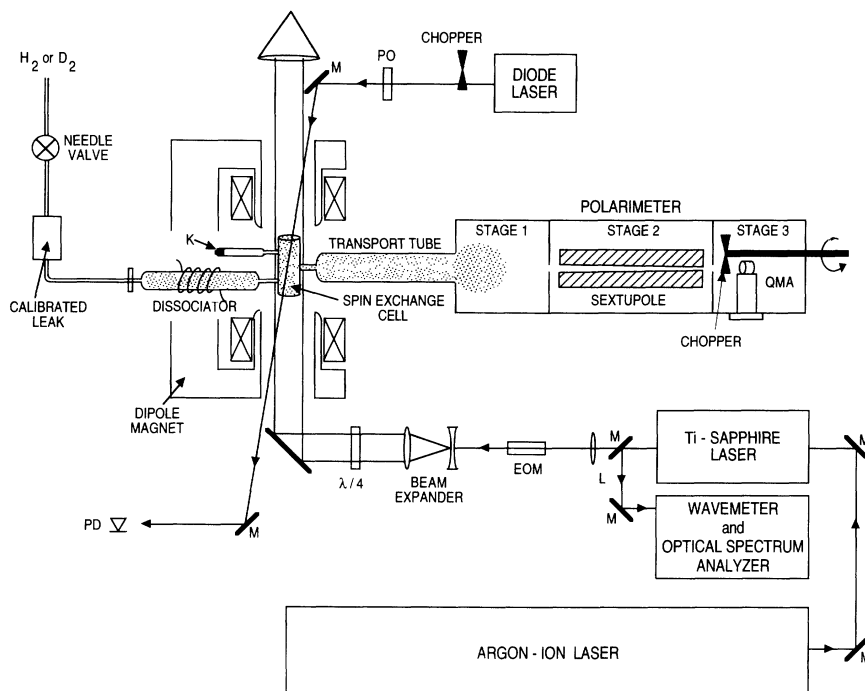 H2 or D2
NEEDLE
VALVE
CALIBRATED
LEAK
K
DISSOCIATOR
DIPOLE
MAGNET
M
PO
CHOPPER
DIODE
LASER
TRANSPORT TUBE
SPIN EXCHANGE
CELL
POLARIMETER
STAGE 1
STAGE 2
STAGE 3
SEXTUPOLE
QMA
CHOPPER
λ / 4
BEAM
EXPANDER
EOM
L
M
M
Ti - SAPPHIRE
LASER
M
WAVEMETER
and
OPTICAL SPECTRUM
ANALYZER
PD
M
ARGON - ION LASER
M